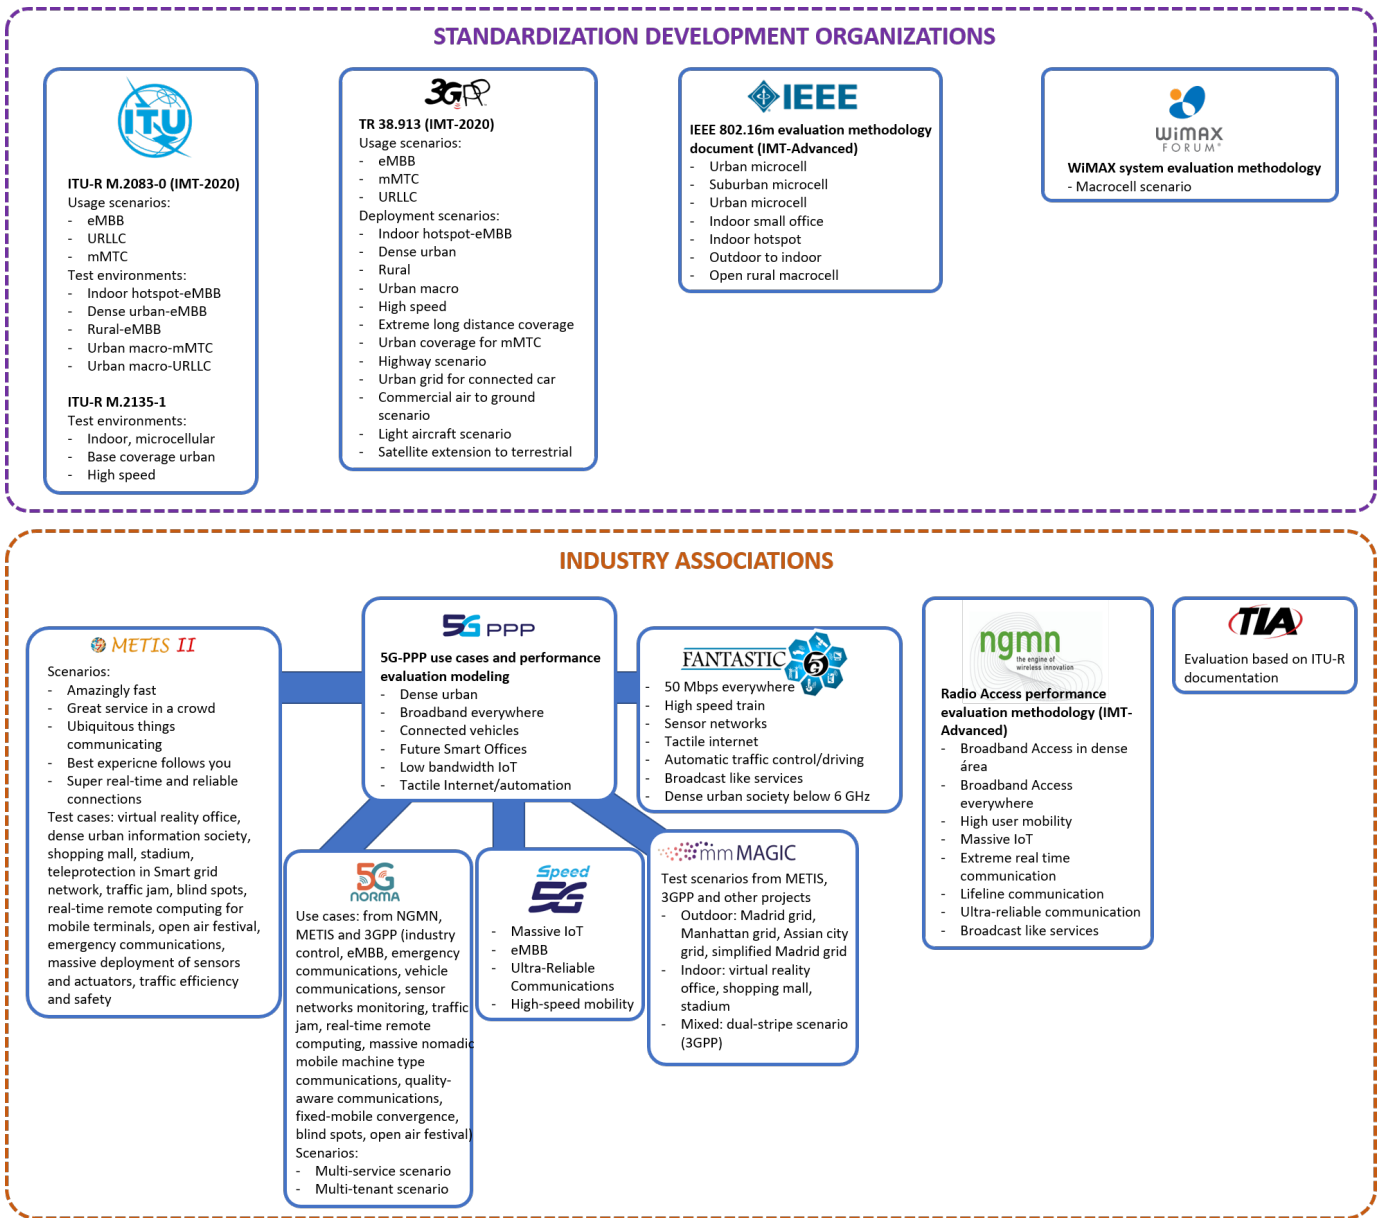 STANDARDIZATION DEVELOPMENT ORGANIZATIONS
ITU
ITU-R M.2083-0 (IMT-2020)
Usage scenarios:
- eMBB
- URLLC
- mMTC
Test environments:
- Indoor hotspot-eMBB
- Dense urban-eMBB
- Rural-eMBB
- Urban macro-mMTC
- Urban macro-URLLC
ITU-R M.2135-1
Test environments:
- Indoor, microcellular
- Base coverage urban
- High speed
3GPP
TR 38.913 (IMT-2020)
Usage scenarios:
- eMBB
- mMTC
- URLLC
Deployment scenarios:
- Indoor hotspot-eMBB
- Dense urban
- Rural
- Urban macro
- High speed
- Extreme long distance coverage
- Urban coverage for mMTC
- Highway scenario
- Urban grid for connected car
- Commercial air to ground
scenario
- Light aircraft scenario
- Satellite extension to terrestrial
IEEE
IEEE 802.16m evaluation methodology
document (IMT-Advanced)
- Urban microcell
- Suburban microcell
- Urban microcell
- Indoor small office
- Indoor hotspot
- Outdoor to indoor
- Open rural macrocell
WiMAX
FORUM®
WiMAX system evaluation methodology
- Macrocell scenario
INDUSTRY ASSOCIATIONS
METIS II
Scenarios:
- Amazingly fast
- Great service in a crowd
- Ubiquitous things
communicating
- Best expericne follows you
- Super real-time and reliable
connections
Test cases: virtual reality office,
dense urban information society,
shopping mall, stadium,
teleprotection in Smart grid
network, traffic jam, blind spots,
real-time remote computing for
mobile terminals, open air festival,
emergency communications,
massive deployment of sensors
and actuators, traffic efficiency
and safety
5G PPP
5G-PPP use cases and performance
evaluation modeling
- Dense urban
- Broadband everywhere
- Connected vehicles
- Future Smart Offices
- Low bandwidth IoT
- Tactile Internet/automation
FANTASTIC 5G
- 50 Mbps everywhere
- High speed train
- Sensor networks
- Tactile internet
- Automatic traffic control/driving
- Broadcast like services
- Dense urban society below 6 GHz
5G
NORMA
Use cases: from NGMN,
METIS and 3GPP (industry
control, eMBB, emergency
communications, vehicle
communications, sensor
networks monitoring, traffic
jam, real-time remote
computing, massive nomadic
mobile machine type
communications, quality-
aware communications,
fixed-mobile convergence,
blind spots, open air festival)
Scenarios:
- Multi-service scenario
- Multi-tenant scenario
Speed
5G
- Massive IoT
- eMBB
- Ultra-Reliable
Communications
- High-speed mobility
mmMAGIC
Test scenarios from METIS,
3GPP and other projects
- Outdoor: Madrid grid,
Manhattan grid, Assian city
grid, simplified Madrid grid
- Indoor: virtual reality
office, shopping mall,
stadium
- Mixed: dual-stripe scenario
(3GPP)
ngmn
the engine of
wireless innovation
Radio Access performance
evaluation methodology (IMT-
Advanced)
- Broadband Access in dense
área
- Broadband Access
everywhere
- High user mobility
- Massive IoT
- Extreme real time
communication
- Lifeline communication
- Ultra-reliable communication
- Broadcast like services
TIA
Evaluation based on ITU-R
documentation